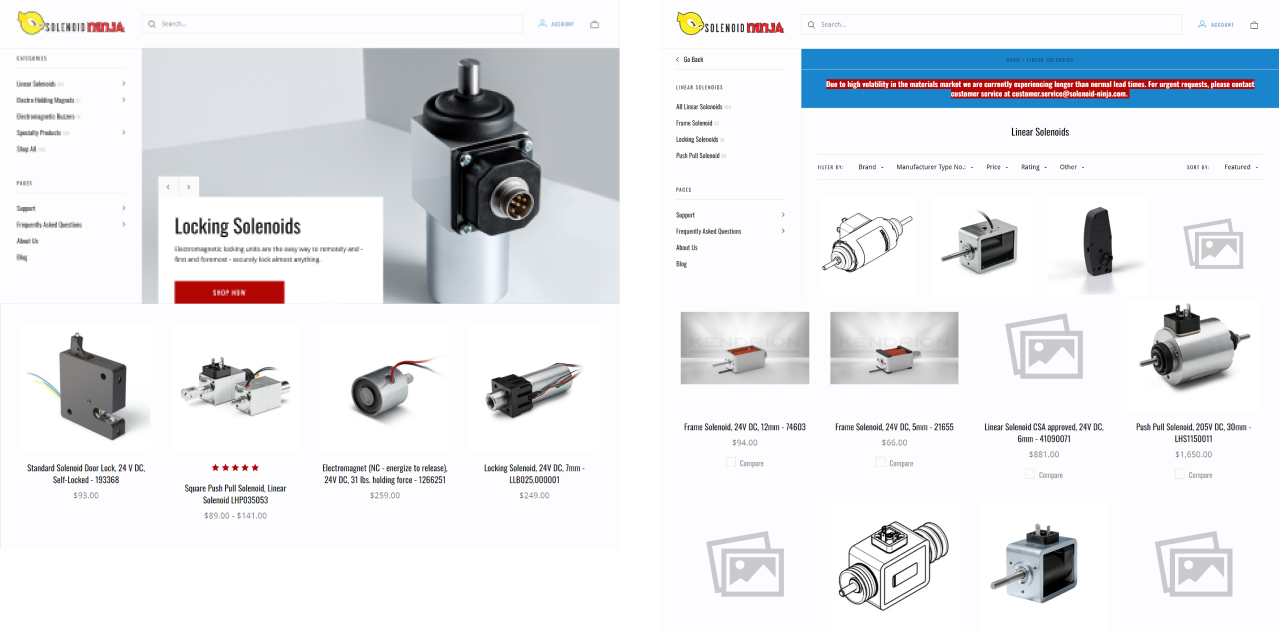 SOLENOID NINJA
Search...
ACCOUNT
CATEGORIES
Linear Solenoids
Electro Holding Magnets
Electromagnetic Buzzers
Specialty Products
Shop All
PAGES
Support
Frequently Asked Questions
About Us
Blog
Locking Solenoids
Electromagnetic locking units are the easy way to remotely and -
first and foremost - securely lock almost anything.
SHOP NOW
Standard Solenoid Door Lock, 24 V DC,
Self-Locked - 193368
$93.00
Square Push Pull Solenoid, Linear
Solenoid LHP035053
$89.00 - $141.00
Electromagnet (NC - energize to release),
24V DC, 31 lbs. holding force - 1266251
$259.00
Locking Solenoid, 24V DC, 7mm -
LLB025.000001
$249.00
SOLENOID NINJA
Search...
ACCOUNT
Go Back
LINEAR SOLENOIDS
All Linear Solenoids
Frame Solenoid
Locking Solenoids
Push Pull Solenoid
PAGES
Support
Frequently Asked Questions
About Us
Blog
HOME / LINEAR SOLENOIDS
Due to high volatility in the materials market we are currently experiencing longer than normal lead times. For urgent requests, please contact
customer service at customer.service@solenoid-ninja.com.
Linear Solenoids
FILTER BY: Brand Manufacturer Type No.: Price Rating Other SORT BY: Featured
KENDRION
KENDRION
Frame Solenoid, 24V DC, 12mm - 74603
$94.00
Compare
Frame Solenoid, 24V DC, 5mm - 21655
$66.00
Compare
Linear Solenoid CSA approved, 24V DC,
6mm - 41090071
$881.00
Compare
Push Pull Solenoid, 205V DC, 30mm -
LHS1150011
$1,650.00
Compare